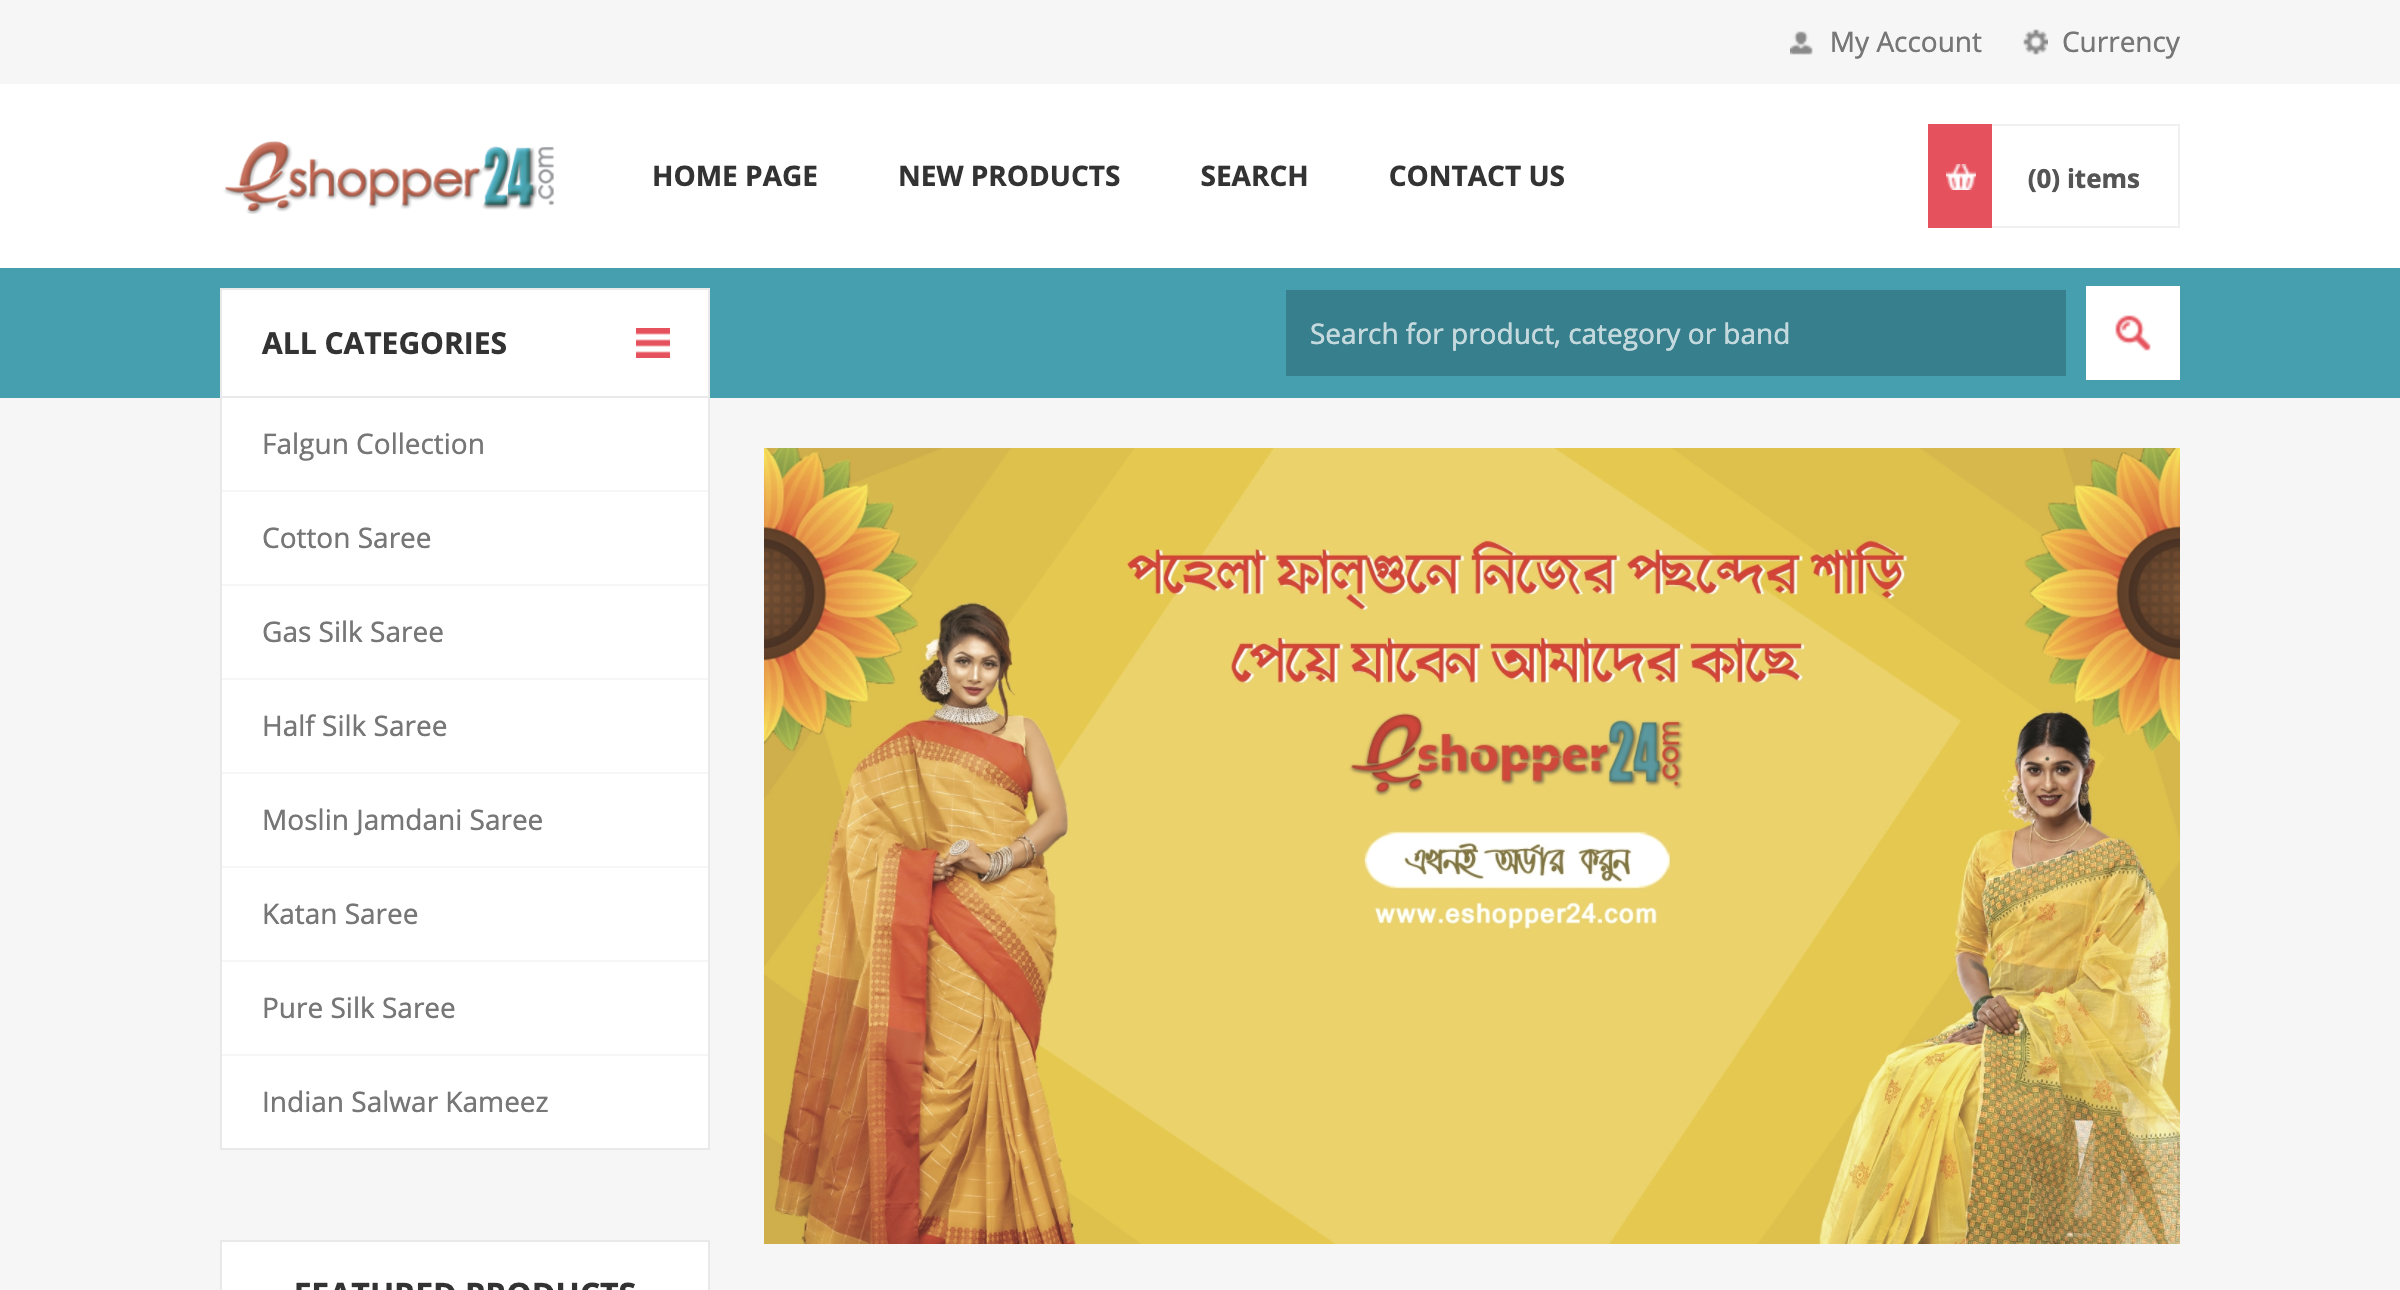 My Account
Currency
eshopper24.com
HOME PAGE
NEW PRODUCTS
SEARCH
CONTACT US
(0) items
ALL CATEGORIES
Search for product, category or band
Falgun Collection
Cotton Saree
Gas Silk Saree
Half Silk Saree
Moslin Jamdani Saree
Katan Saree
Pure Silk Saree
Indian Salwar Kameez
পহেলা ফাল্গুনে নিজের পছন্দের শাড়ি
পেয়ে যাবেন আমাদের কাছে
eshopper24.com
এখনই অর্ডার করুন
www.eshopper24.com
FEATURED PRODUCTS